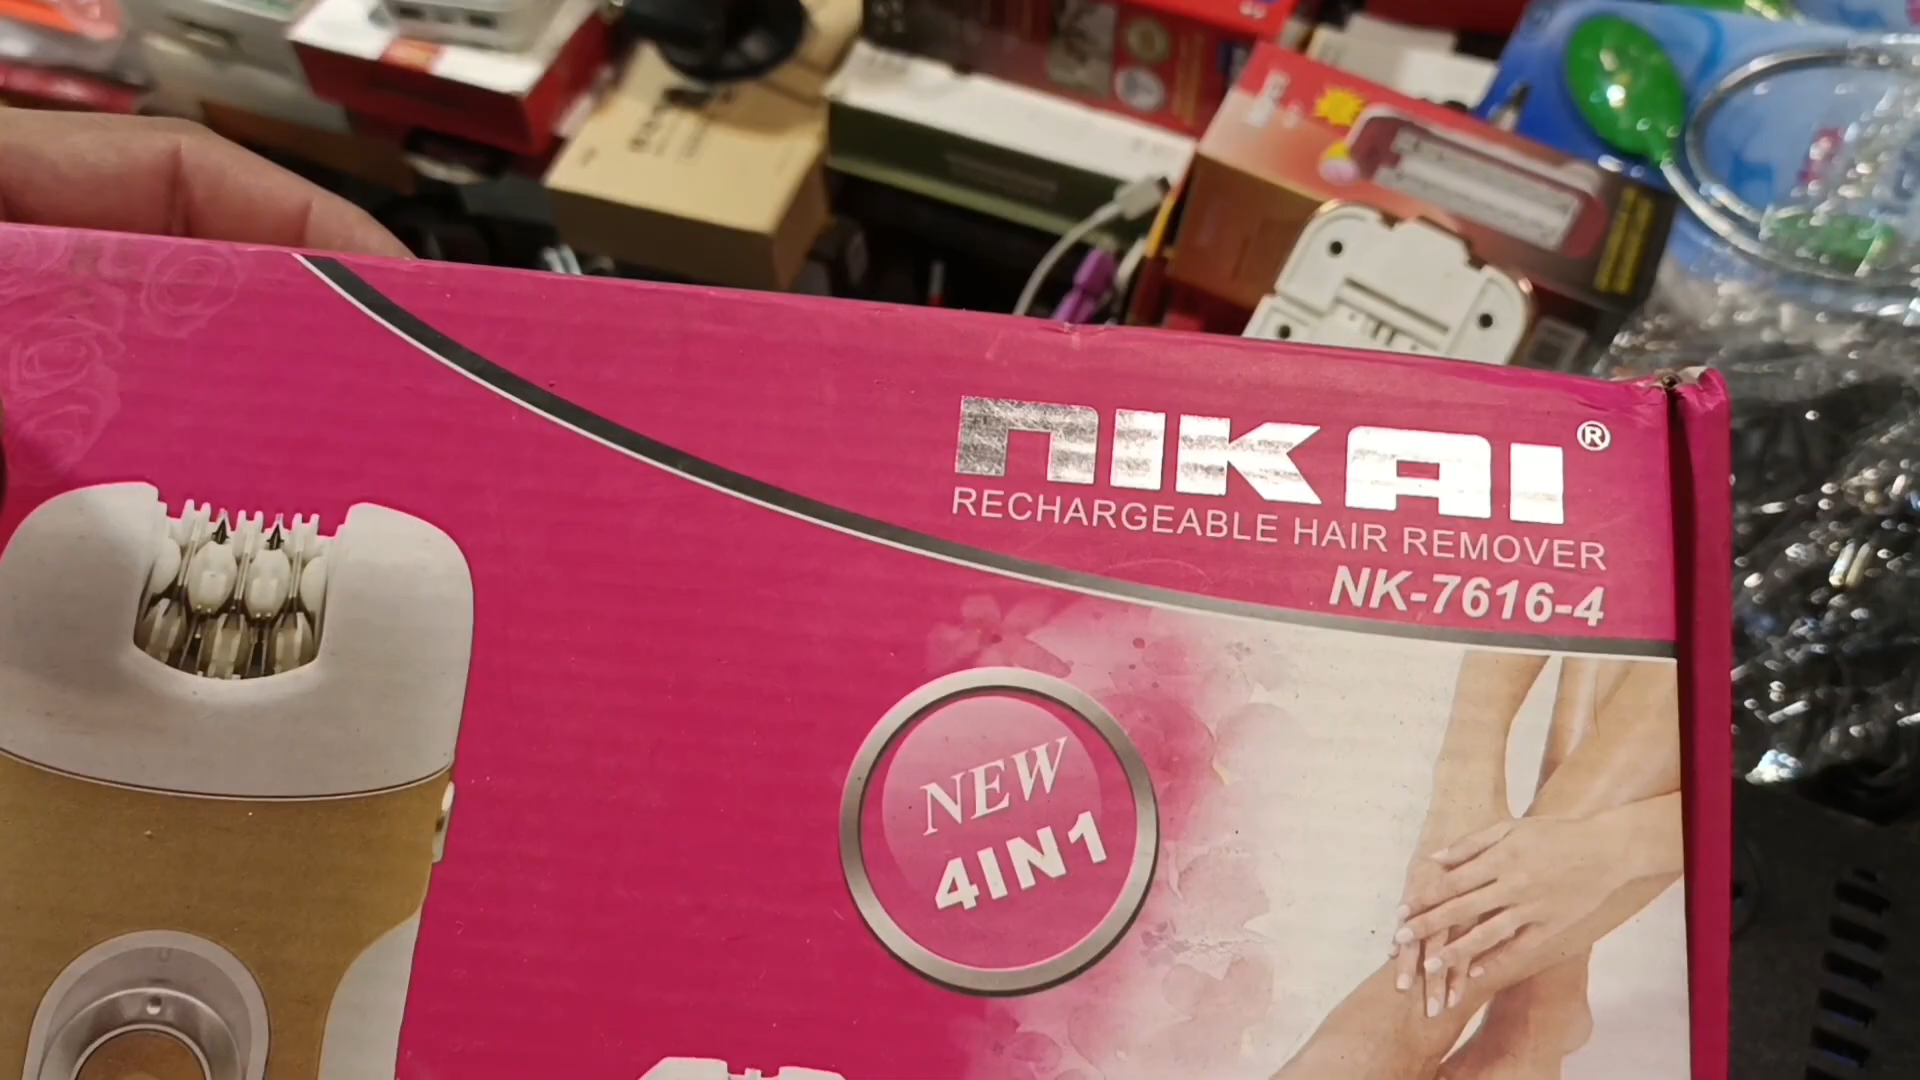 NIKAI®
RECHARGEABLE HAIR REMOVER
NK-7616-4
NEW
4IN1